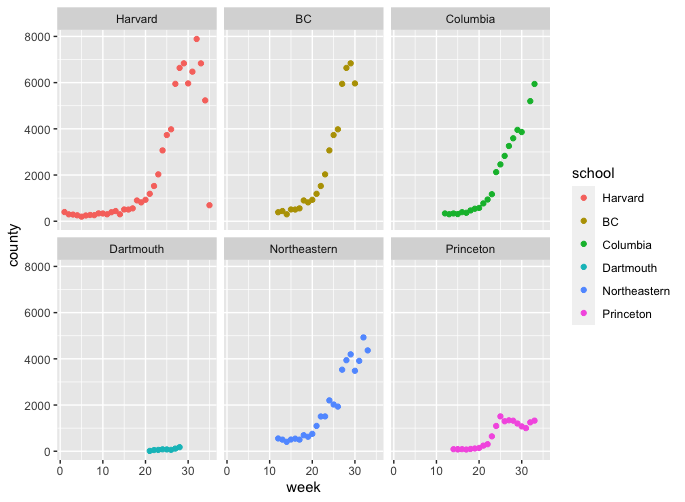 Harvard BC Columbia
8000
6000
4000
2000
0
county
Dartmouth Northeastern Princeton
8000
6000
4000
2000
0
0 10 20 30 0 10 20 30 0 10 20 30
week
school
Harvard
BC
Columbia
Dartmouth
Northeastern
Princeton